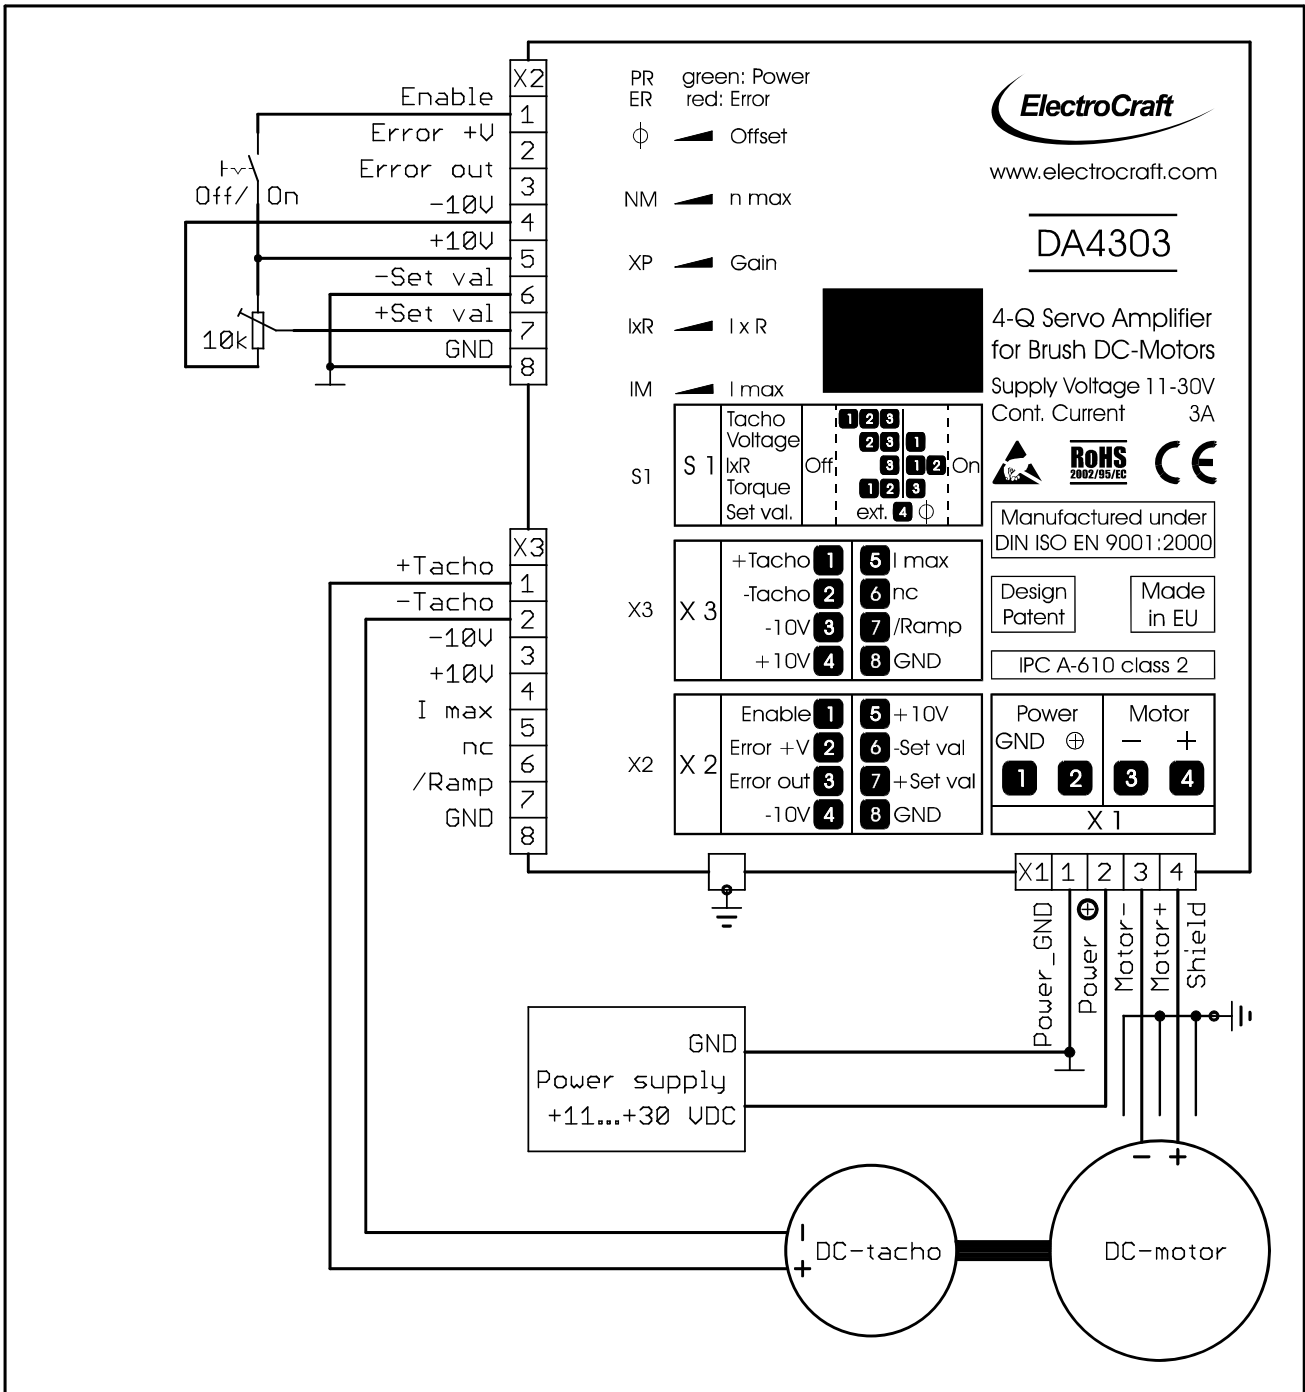 X2
Enable
1
Error +V
2
Error out
3
Off/ On
-10V
4
+10V
5
-Set val
6
+Set val
7
10k
GND
8
PR green: Power
ER red: Error
ϕ Offset
NM n max
XP Gain
IxR I x R
IM I max
ElectroCraft
www.electrocraft.com
DA4303
4-Q Servo Amplifier
for Brush DC-Motors
Supply Voltage 11-30V
Cont. Current 3A
RoHS
2002/95/EC
CE
Manufactured under
DIN ISO EN 9001:2000
Design
Patent
Made
in EU
IPC A-610 class 2
S1
S 1
Tacho 1 2 3
Voltage 2 3 1
IxR Off 3 1 2 On
Torque 1 2 3
Set val. ext. 4 ϕ
X3
X 3
+Tacho 1 5 I max
-Tacho 2 6 nc
-10V 3 7 /Ramp
+10V 4 8 GND
X2
X 2
Enable 1 5 +10V
Error +V 2 6 -Set val
Error out 3 7 +Set val
-10V 4 8 GND
Power Motor
GND ⊕ − +
1 2 3 4
X 1
X3
+Tacho
1
-Tacho
2
-10V
3
+10V
4
I max
5
nc
6
/Ramp
7
GND
8
X1 1 2 3 4
Power_GND
Power ⊕
Motor-
Motor+
Shield
GND
Power supply
+11...+30 VDC
− +
−
DC-tacho
+
DC-motor